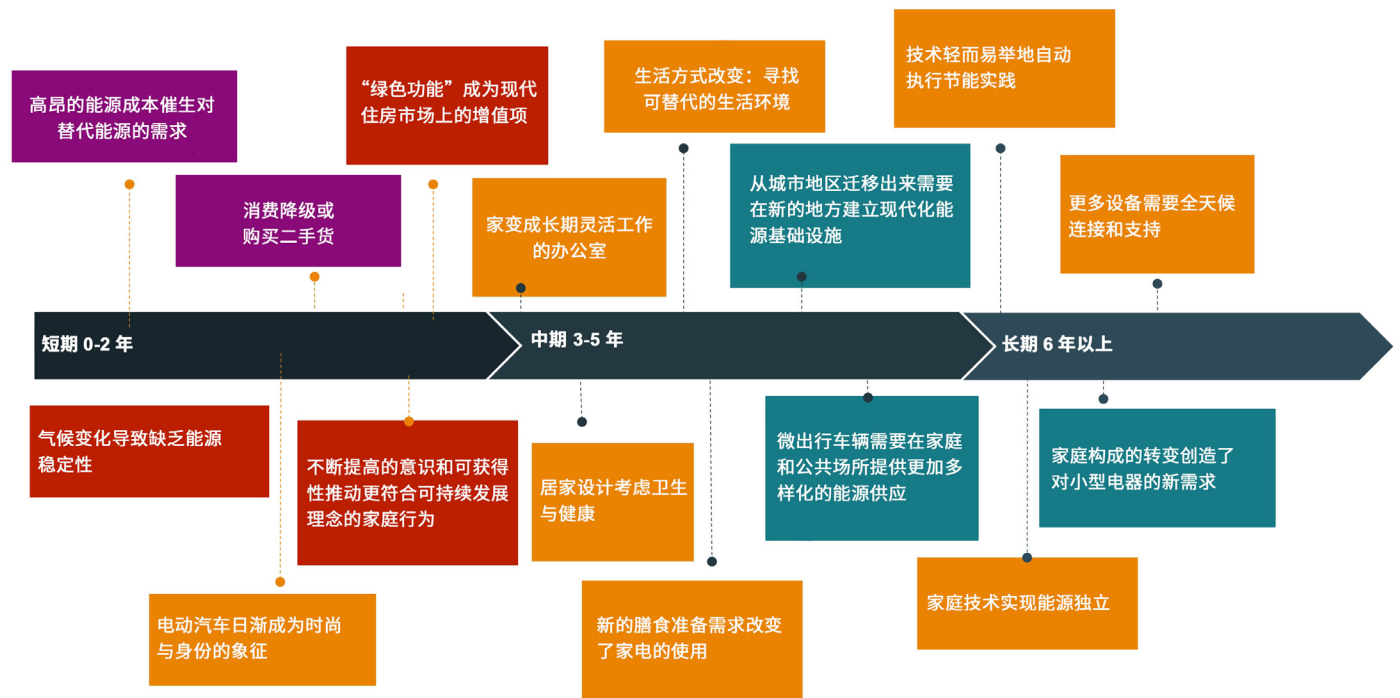 高昂的能源成本催生对
替代能源的需求
消费降级或
购买二手货
“绿色功能”成为现代
住房市场上的增值项
家变成长期灵活工作
的办公室
生活方式改变：寻找
可替代的生活环境
从城市地区迁移出来需要
在新的地方建立现代化能
源基础设施
技术轻而易举地自动
执行节能实践
更多设备需要全天候
连接和支持
短期 0-2 年
中期 3-5 年
长期 6 年以上
气候变化导致缺乏能源
稳定性
电动汽车日渐成为时尚
与身份的象征
不断提高的意识和可获得
性推动更符合可持续发展
理念的家庭行为
居家设计考虑卫生
与健康
新的膳食准备需求改变
了家电的使用
微出行车辆需要在家庭
和公共场所提供更加多
样化的能源供应
家庭技术实现能源独立
家庭构成的转变创造了
对小型电器的新需求